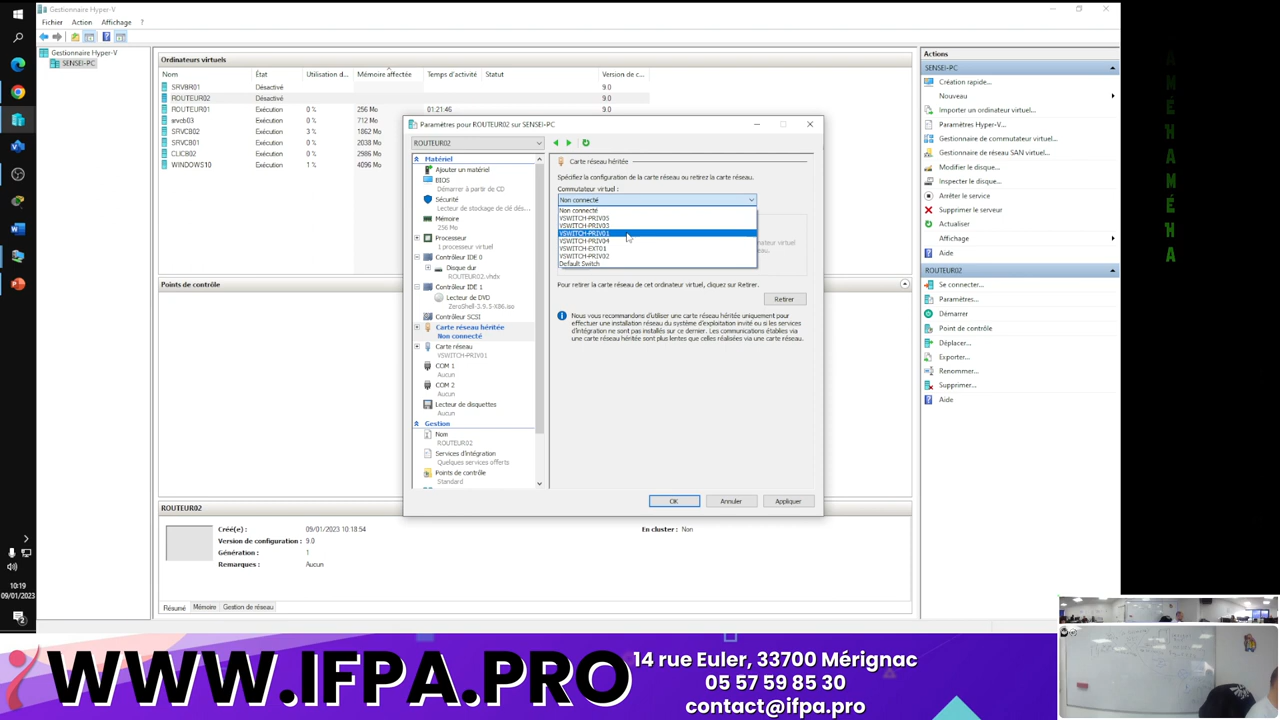 Gestionnaire Hyper-V
Fichier Action Affichage ?
Gestionnaire Hyper-V
SENSEI-PC
Ordinateurs virtuels
Nom État Utilisation d... Mémoire affectée Temps d'activité Statut Version de c...
SRVBR01 Désactivé 9.0
ROUTEUR02 Désactivé 9.0
ROUTEUR01 Exécution 0 % 256 Mo 01:21:46 9.0
srvcb03 Exécution 0 % 712 Mo
SRVCB02 Exécution 3 % 1862 Mo
SRVCB01 Exécution 0 % 2038 Mo
CLICB02 Exécution 0 % 2986 Mo
WINDOWS10 Exécution 1 % 4096 Mo
Points de contrôle
ROUTEUR02
Créé(e) : 09/01/2023 10:18:54 En cluster : Non
Version de configuration : 9.0
Génération : 1
Remarques : Aucun
Résumé Mémoire Gestion de réseau
Paramètres pour ROUTEUR02 sur SENSEI-PC
ROUTEUR02
Matériel
Ajouter un matériel
BIOS
Démarrer à partir de CD
Sécurité
Lecteur de stockage de clé dés...
Mémoire
256 Mo
Processeur
1 processeur virtuel
Contrôleur IDE 0
Disque dur
ROUTEUR02.vhdx
Contrôleur IDE 1
Lecteur de DVD
ZeroShell-3.9.5-X86.iso
Contrôleur SCSI
Carte réseau héritée
Non connecté
Carte réseau
VSWITCH-PRIV01
COM 1
Aucun
COM 2
Aucun
Lecteur de disquettes
Aucun
Gestion
Nom
ROUTEUR02
Services d'intégration
Quelques services offerts
Points de contrôle
Standard
Carte réseau héritée
Spécifiez la configuration de la carte réseau ou retirez la carte réseau.
Commutateur virtuel :
Non connecté
Non connecté
VSWITCH-PRIV05
VSWITCH-PRIV03
VSWITCH-PRIV01
VSWITCH-PRIV04
VSWITCH-EXT01
VSWITCH-PRIV02
Default Switch
Pour retirer la carte réseau de cet ordinateur virtuel, cliquez sur Retirer.
Retirer
Nous vous recommandons d'utiliser une carte réseau héritée uniquement pour
effectuer une installation réseau du système d'exploitation invité ou si les services
d'intégration ne sont pas installés sur ce dernier. Les communications établies via
une carte réseau héritée sont plus lentes que celles réalisées via une carte réseau.
OK Annuler Appliquer
Actions
SENSEI-PC
Création rapide...
Nouveau
Importer un ordinateur virtuel...
Paramètres Hyper-V...
Gestionnaire de commutateur virtuel...
Gestionnaire de réseau SAN virtuel...
Modifier le disque...
Inspecter le disque...
Arrêter le service
Supprimer le serveur
Actualiser
Affichage
Aide
ROUTEUR02
Se connecter...
Paramètres...
Démarrer
Point de contrôle
Déplacer...
Exporter...
Renommer...
Supprimer...
Aide
10:19
09/01/2023
WWW.IFPA.PRO
14 rue Euler, 33700 Mérignac
05 57 59 85 30
contact@ifpa.pro